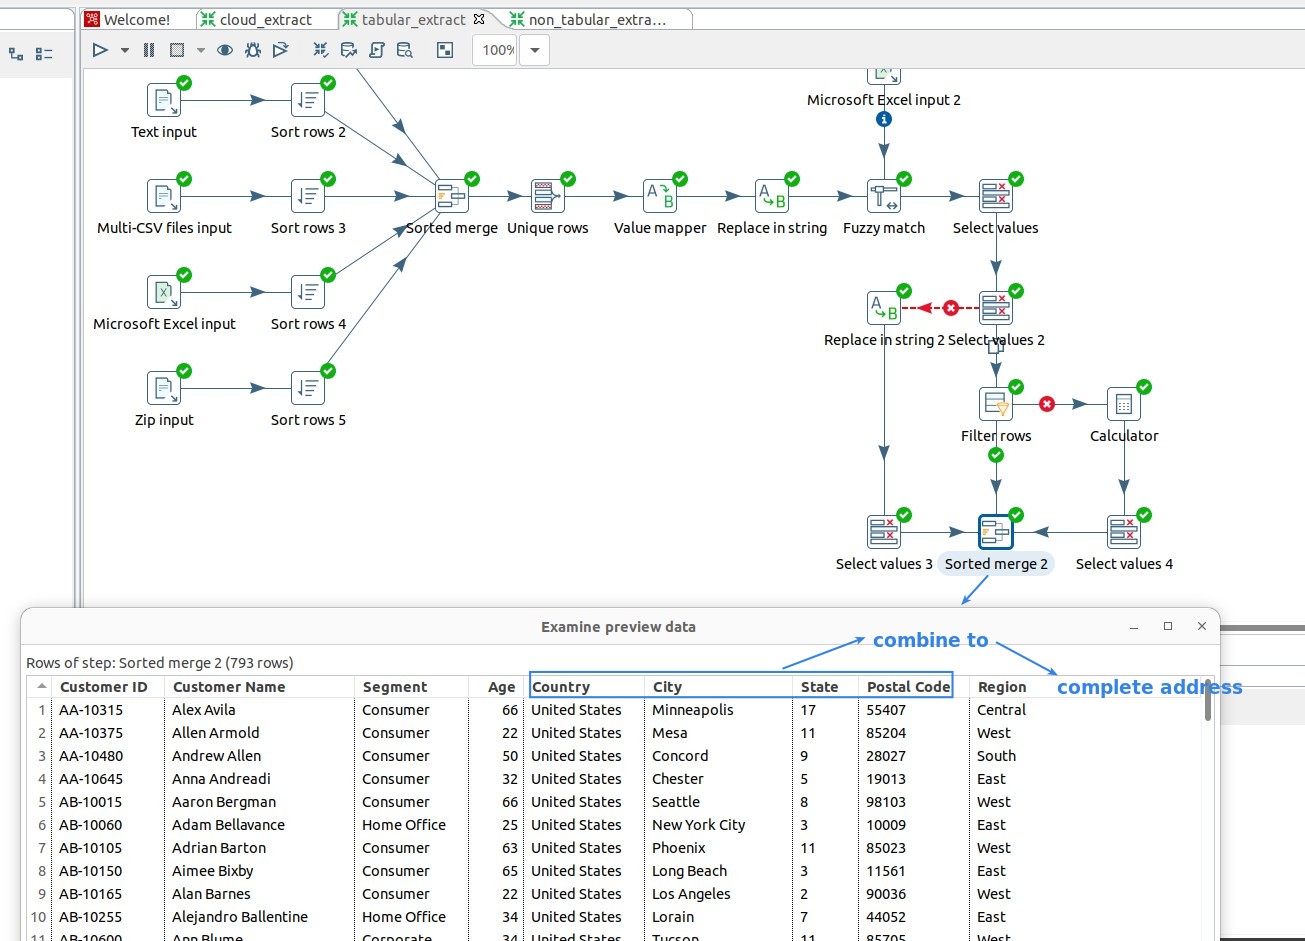 Welcome!
cloud_extract
tabular_extract
non_tabular_extra...
100%
Microsoft Excel input 2
Text input
Sort rows 2
Multi-CSV files input
Sort rows 3
Sorted merge
Unique rows
Value mapper
Replace in string
Fuzzy match
Select values
Microsoft Excel input
Sort rows 4
Replace in string 2
Select values 2
Zip input
Sort rows 5
Filter rows
Calculator
Select values 3
Sorted merge 2
Select values 4
Examine preview data
combine to
Rows of step: Sorted merge 2 (793 rows)
complete address
Customer ID Customer Name Segment Age Country City State Postal Code Region
1 AA-10315 Alex Avila Consumer 66 United States Minneapolis 17 55407 Central
2 AA-10375 Allen Armold Consumer 22 United States Mesa 11 85204 West
3 AA-10480 Andrew Allen Consumer 50 United States Concord 9 28027 South
4 AA-10645 Anna Andreadi Consumer 32 United States Chester 5 19013 East
5 AB-10015 Aaron Bergman Consumer 66 United States Seattle 8 98103 West
6 AB-10060 Adam Bellavance Home Office 25 United States New York City 3 10009 East
7 AB-10105 Adrian Barton Consumer 63 United States Phoenix 11 85023 West
8 AB-10150 Aimee Bixby Consumer 65 United States Long Beach 3 11561 East
9 AB-10165 Alan Barnes Consumer 22 United States Los Angeles 2 90036 West
10 AB-10255 Alejandro Ballentine Home Office 34 United States Lorain 7 44052 East
11 AB-10600 Ann Blume Corporate 34 United States Tucson 11 85705 West